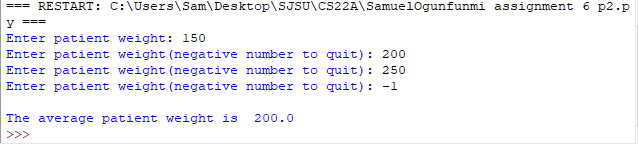 === RESTART: C:\Users\Sam\Desktop\SJSU\CS22A\SamuelOgunfunmi assignment 6 p2.p
y ===
Enter patient weight: 150
Enter patient weight(negative number to quit): 200
Enter patient weight(negative number to quit): 250
Enter patient weight(negative number to quit): -1
The average patient weight is  200.0
>>>